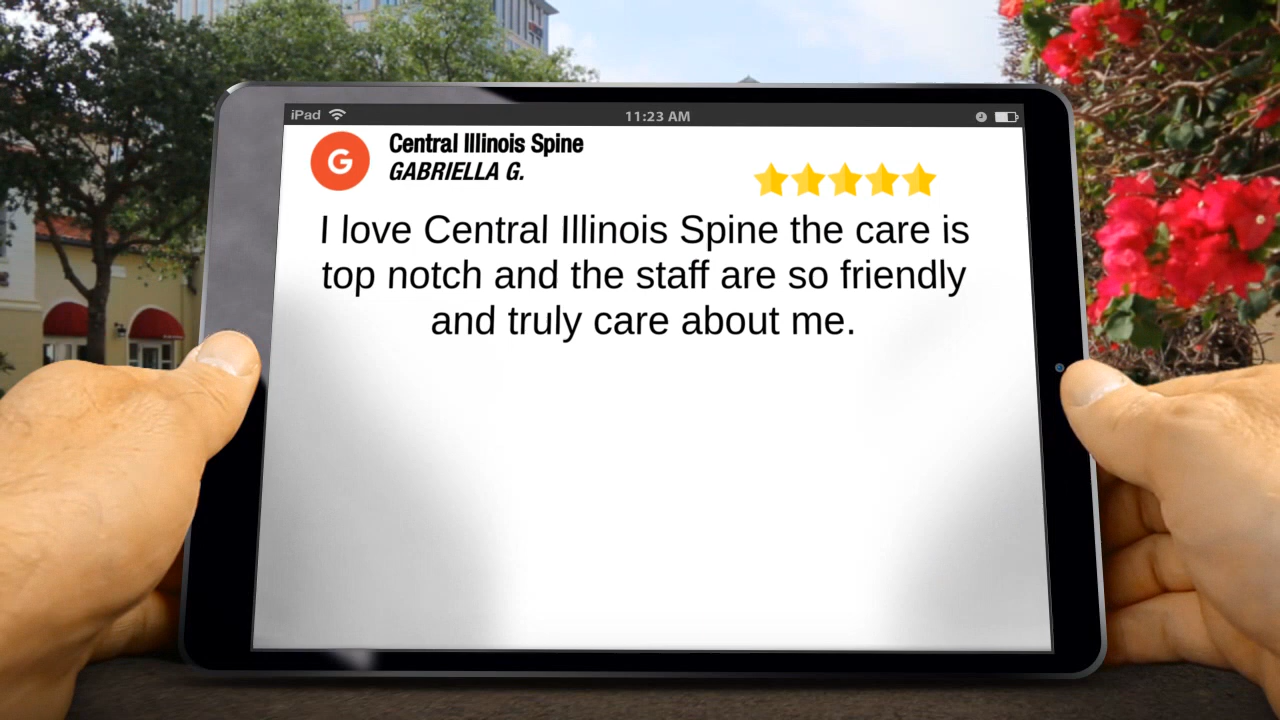 iPad 11:23 AM
G
Central Illinois Spine
GABRIELLA G.
I love Central Illinois Spine the care is
top notch and the staff are so friendly
and truly care about me.